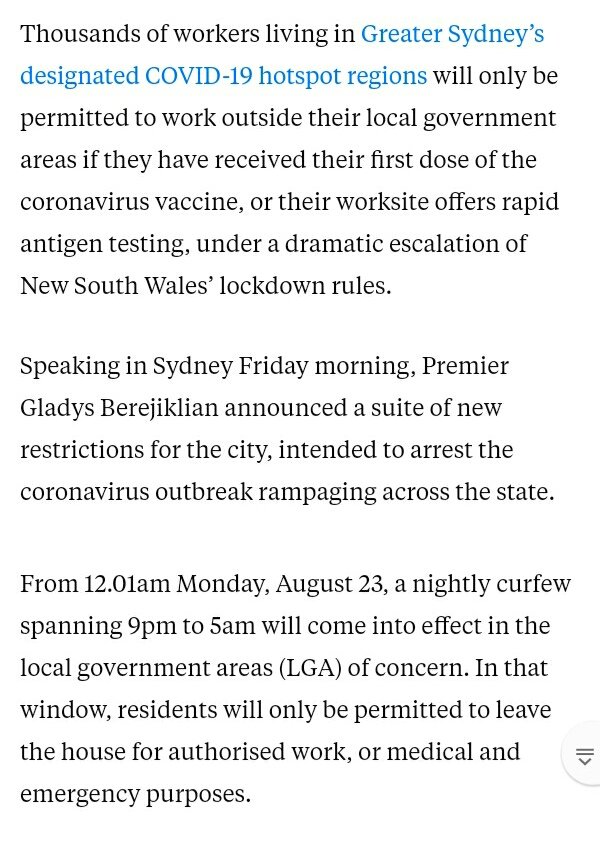 Thousands of workers living in Greater Sydney’s
designated COVID-19 hotspot regions will only be
permitted to work outside their local government
areas if they have received their first dose of the
coronavirus vaccine, or their worksite offers rapid
antigen testing, under a dramatic escalation of
New South Wales’ lockdown rules.
Speaking in Sydney Friday morning, Premier
Gladys Berejiklian announced a suite of new
restrictions for the city, intended to arrest the
coronavirus outbreak rampaging across the state.
From 12.01am Monday, August 23, a nightly curfew
spanning 9pm to 5am will come into effect in the
local government areas (LGA) of concern. In that
window, residents will only be permitted to leave
the house for authorised work, or medical and
emergency purposes.